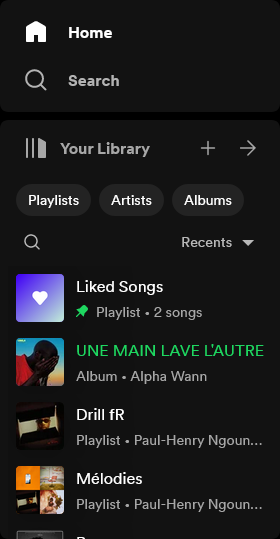 Home
Search
Your Library
Playlists Artists Albums
Recents
Liked Songs
Playlist • 2 songs
UNE MAIN LAVE L'AUTRE
Album • Alpha Wann
Drill fR
Playlist • Paul-Henry Ngoun...
Mélodies
Playlist • Paul-Henry Ngoun...